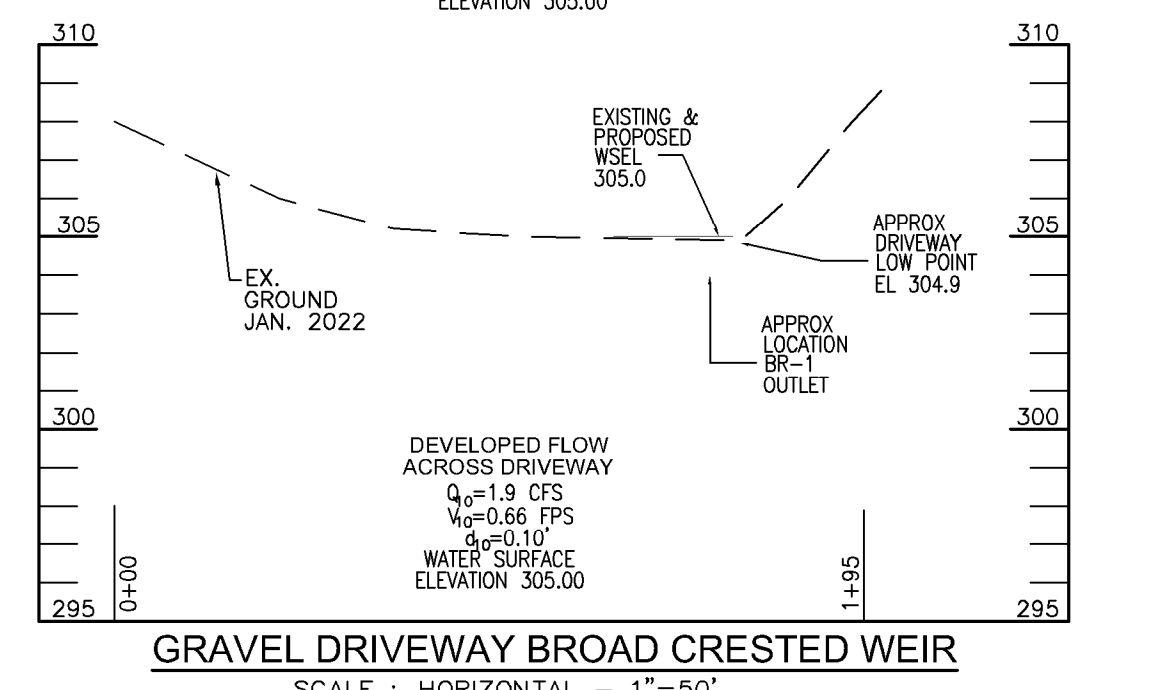 ELEVATION 305.00
310
310
EXISTING &
PROPOSED
WSEL
305.0
305
305
APPROX
DRIVEWAY
LOW POINT
EL 304.9
EX.
GROUND
JAN. 2022
APPROX
LOCATION
BR-1
OUTLET
300
300
DEVELOPED FLOW
ACROSS DRIVEWAY
Q10=1.9 CFS
V10=0.66 FPS
d10=0.10'
WATER SURFACE
ELEVATION 305.00
0+00
1+95
295
295
GRAVEL DRIVEWAY BROAD CRESTED WEIR
SCALE : HORIZONTAL - 1"=50'